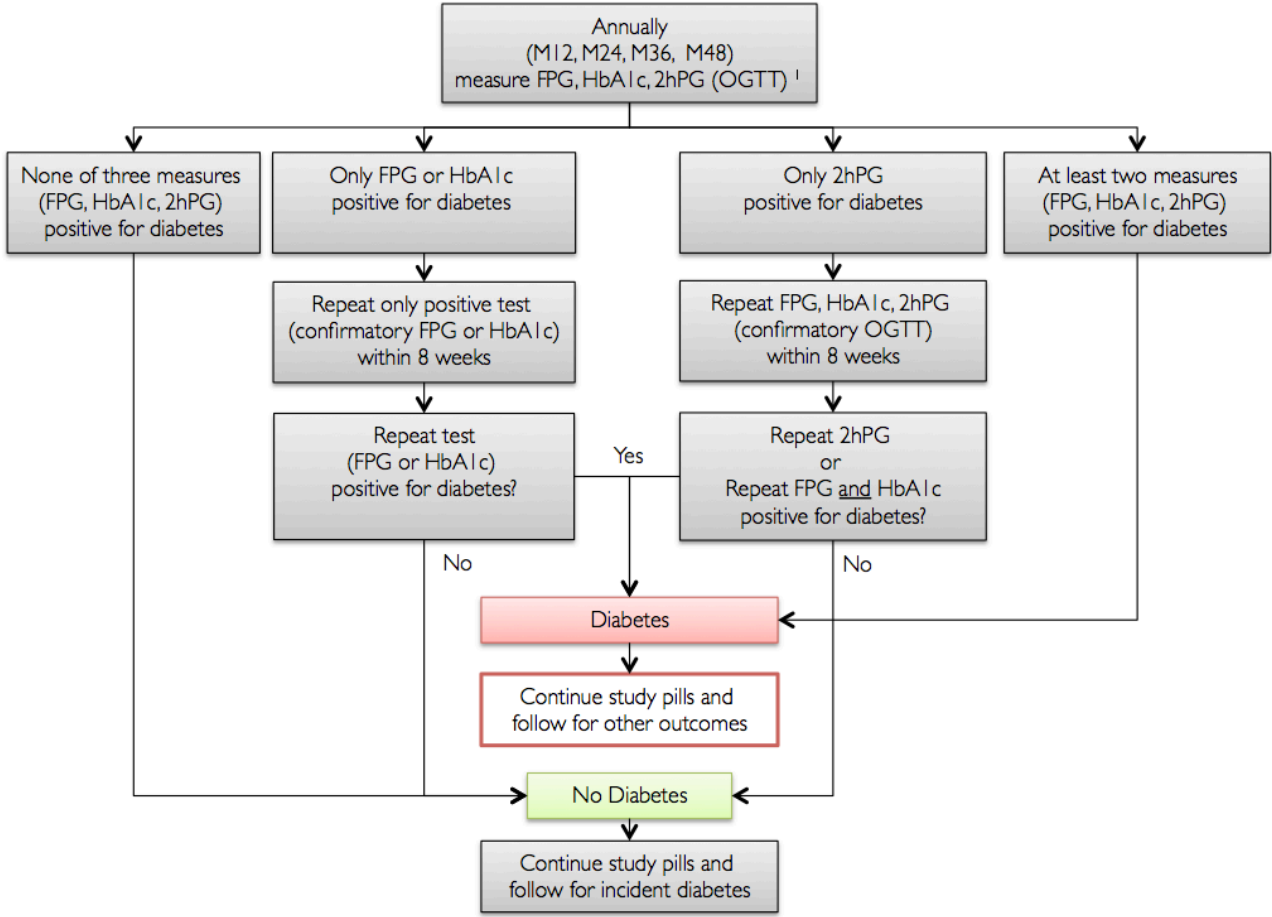 Annually
(M12, M24, M36, M48)
measure FPG, HbA1c, 2hPG (OGTT) 1
None of three measures
(FPG, HbA1c, 2hPG)
positive for diabetes
Only FPG or HbA1c
positive for diabetes
Only 2hPG
positive for diabetes
At least two measures
(FPG, HbA1c, 2hPG)
positive for diabetes
Repeat only positive test
(confirmatory FPG or HbA1c)
within 8 weeks
Repeat FPG, HbA1c, 2hPG
(confirmatory OGTT)
within 8 weeks
Repeat test
(FPG or HbA1c)
positive for diabetes?
Yes
Repeat 2hPG
or
Repeat FPG and HbA1c
positive for diabetes?
No
No
Diabetes
Continue study pills and
follow for other outcomes
No Diabetes
Continue study pills and
follow for incident diabetes